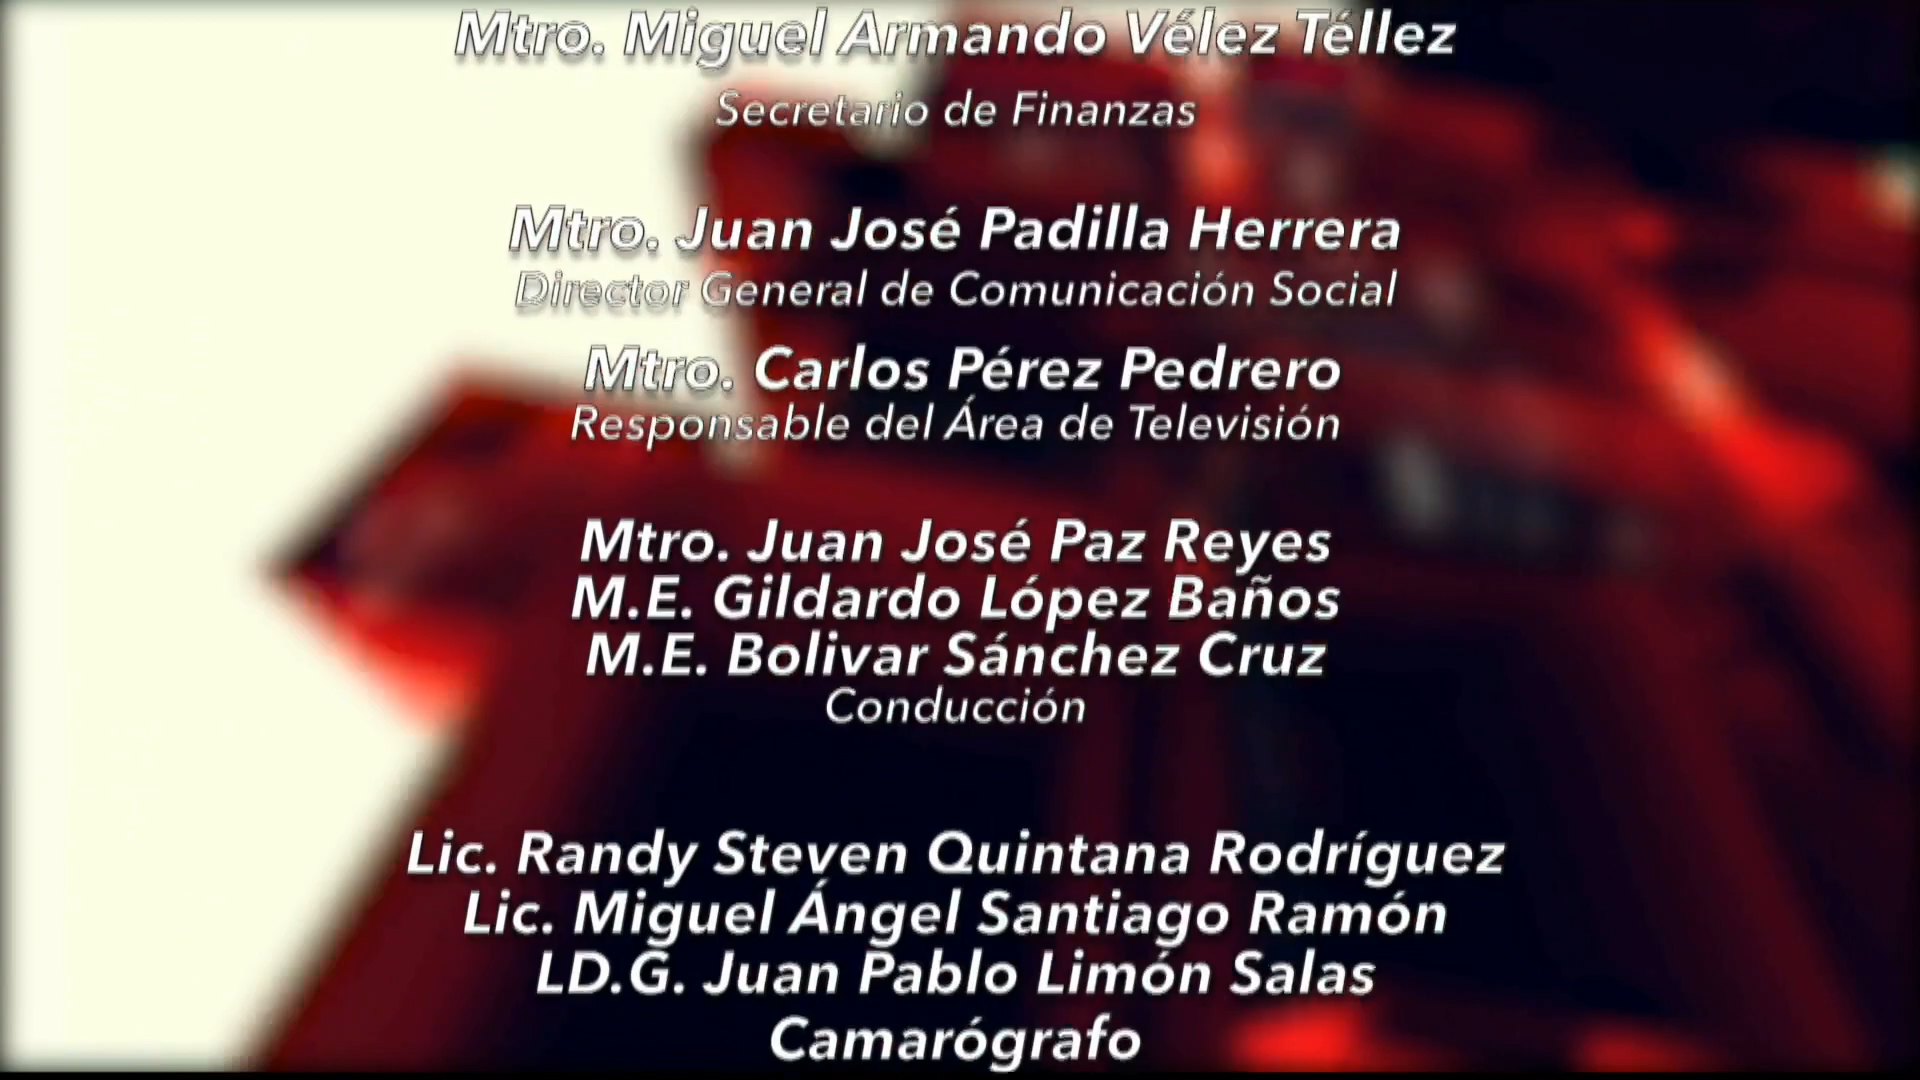 Mtro. Miguel Armando Vélez Téllez
Secretario de Finanzas
Mtro. Juan José Padilla Herrera
Director General de Comunicación Social
Mtro. Carlos Pérez Pedrero
Responsable del Área de Televisión
Mtro. Juan José Paz Reyes
M.E. Gildardo López Baños
M.E. Bolivar Sánchez Cruz
Conducción
Lic. Randy Steven Quintana Rodríguez
Lic. Miguel Ángel Santiago Ramón
LD.G. Juan Pablo Limón Salas
Camarógrafo